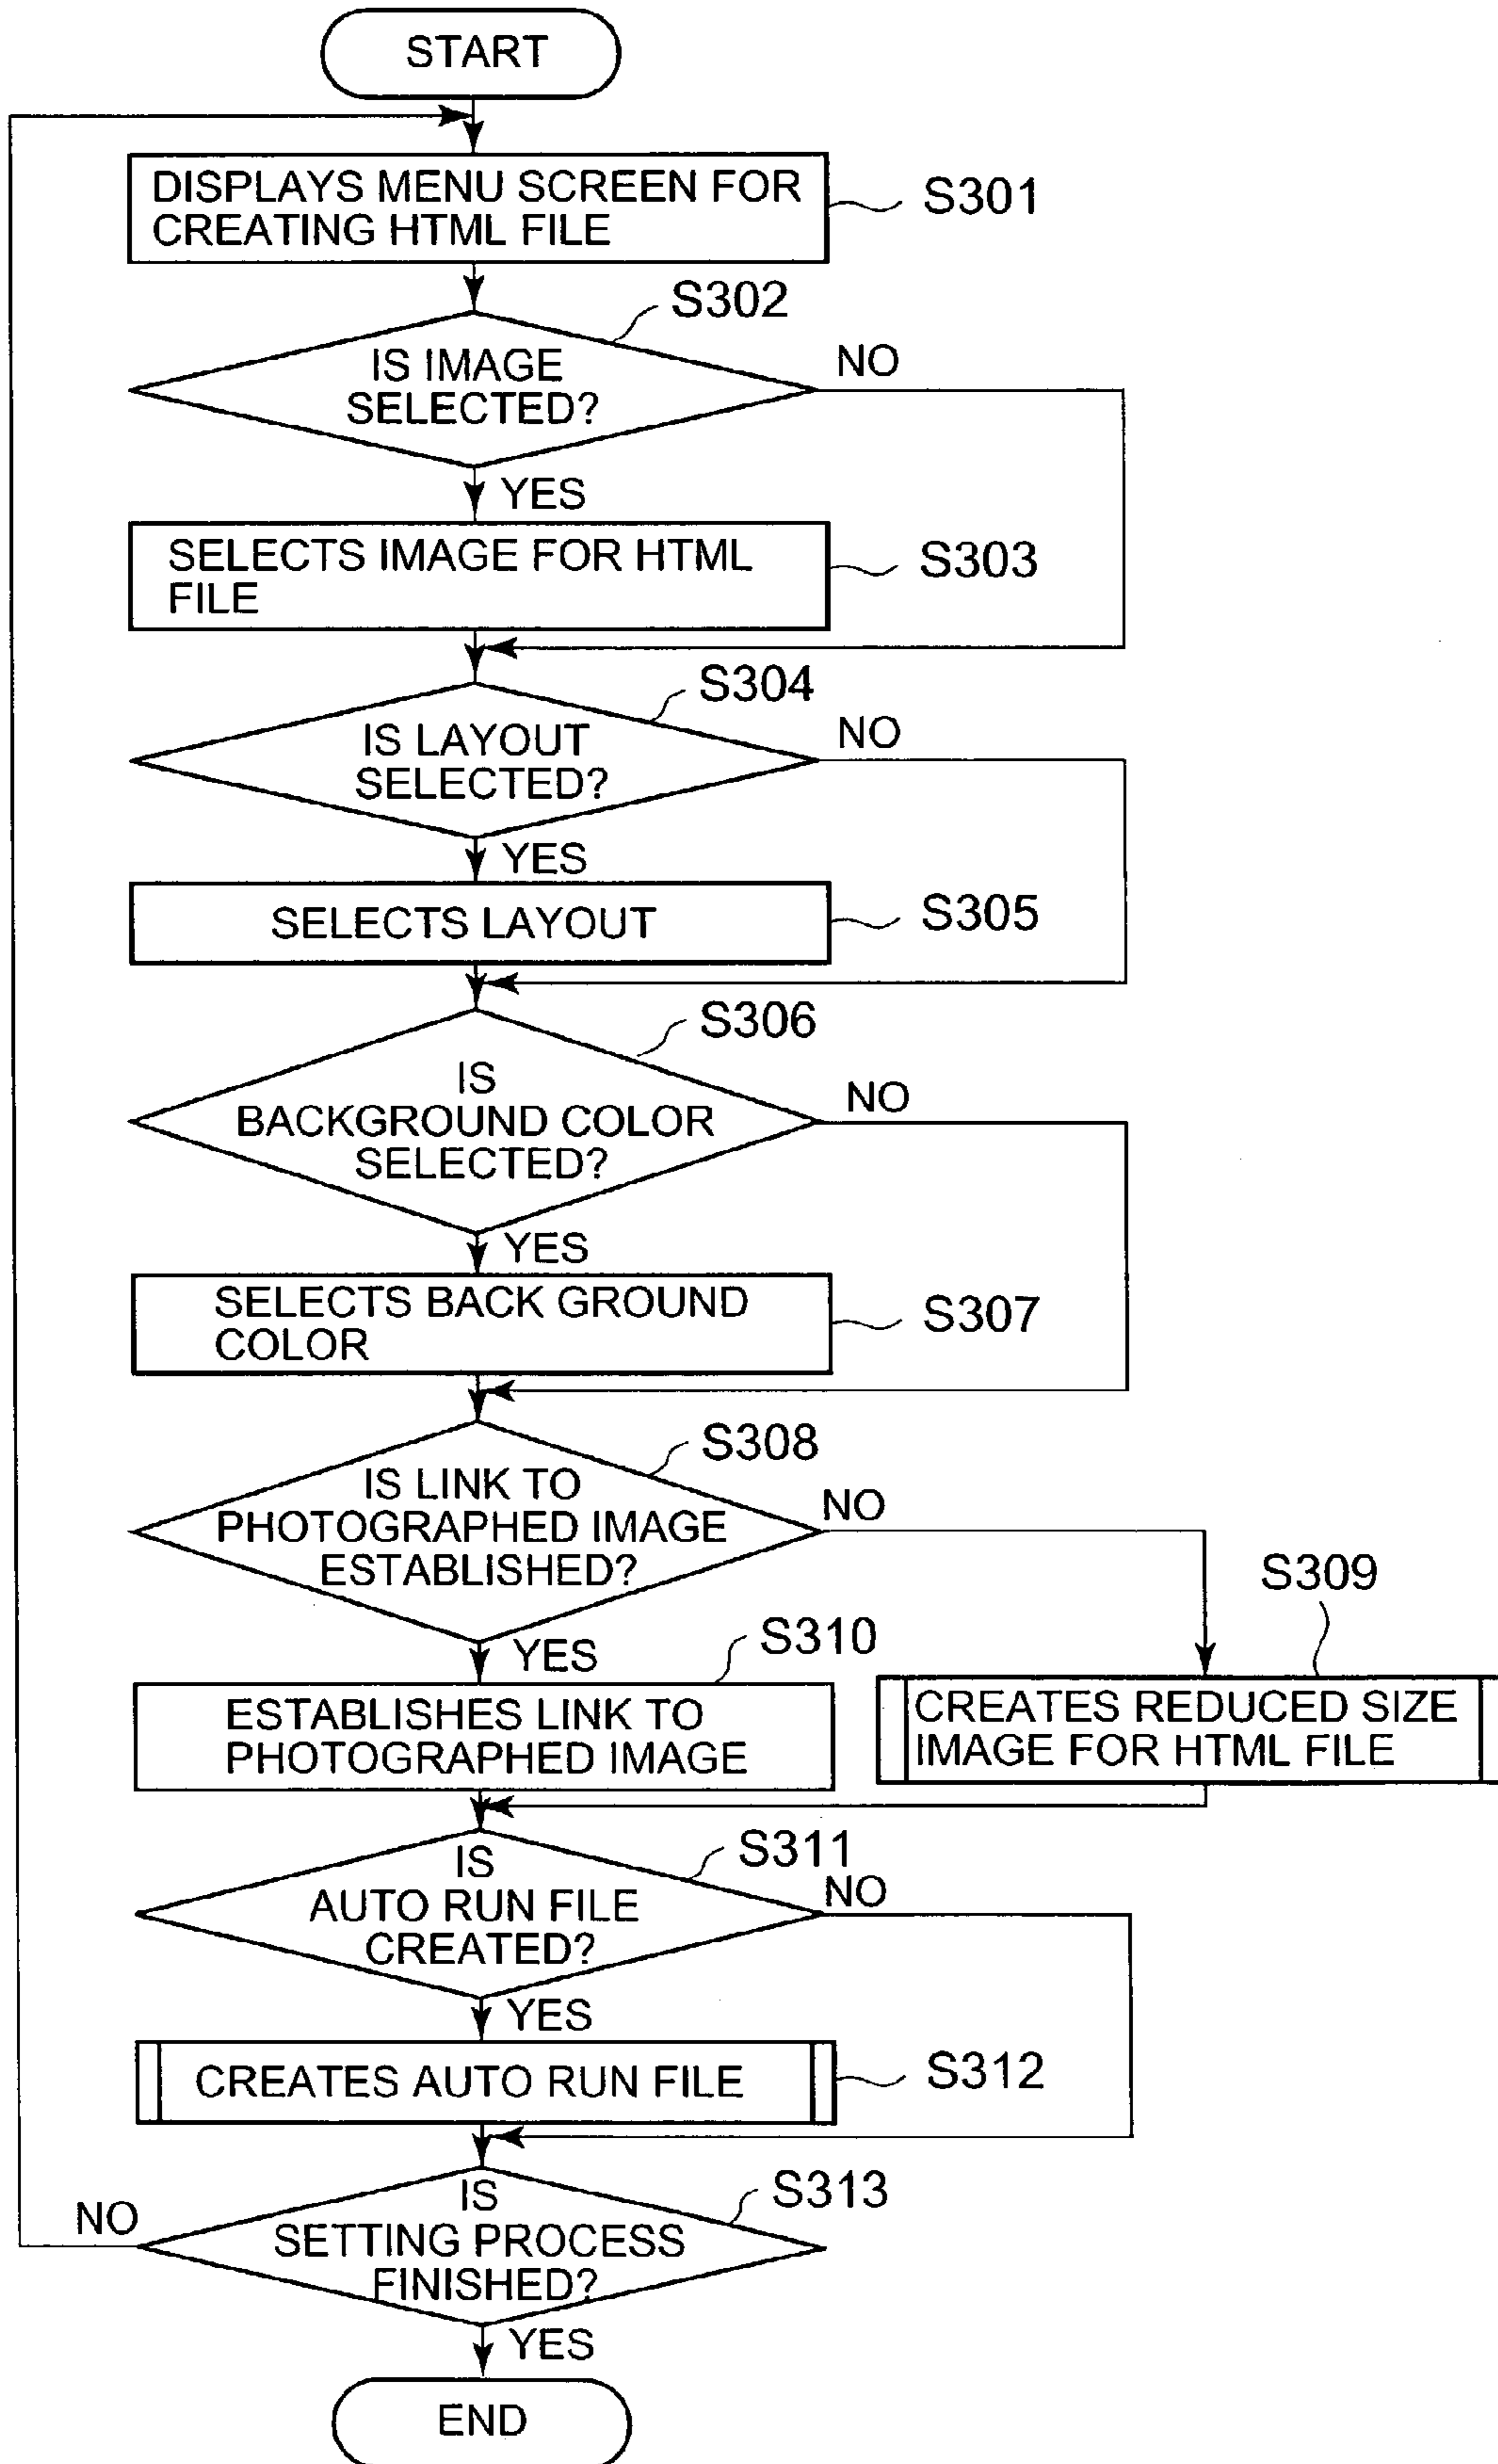 START
DISPLAYS MENU SCREEN FOR
CREATING HTML FILE
S301
S302
IS IMAGE
SELECTED?
NO
YES
SELECTS IMAGE FOR HTML
FILE
S303
S304
IS LAYOUT
SELECTED?
NO
YES
SELECTS LAYOUT
S305
S306
IS
BACKGROUND COLOR
SELECTED?
NO
YES
SELECTS BACK GROUND
COLOR
S307
S308
IS LINK TO
PHOTOGRAPHED IMAGE
ESTABLISHED?
NO
S309
YES
S310
ESTABLISHES LINK TO
PHOTOGRAPHED IMAGE
CREATES REDUCED SIZE
IMAGE FOR HTML FILE
S311
IS
AUTO RUN FILE
CREATED?
NO
YES
CREATES AUTO RUN FILE
S312
S313
IS
SETTING PROCESS
FINISHED?
NO
YES
END